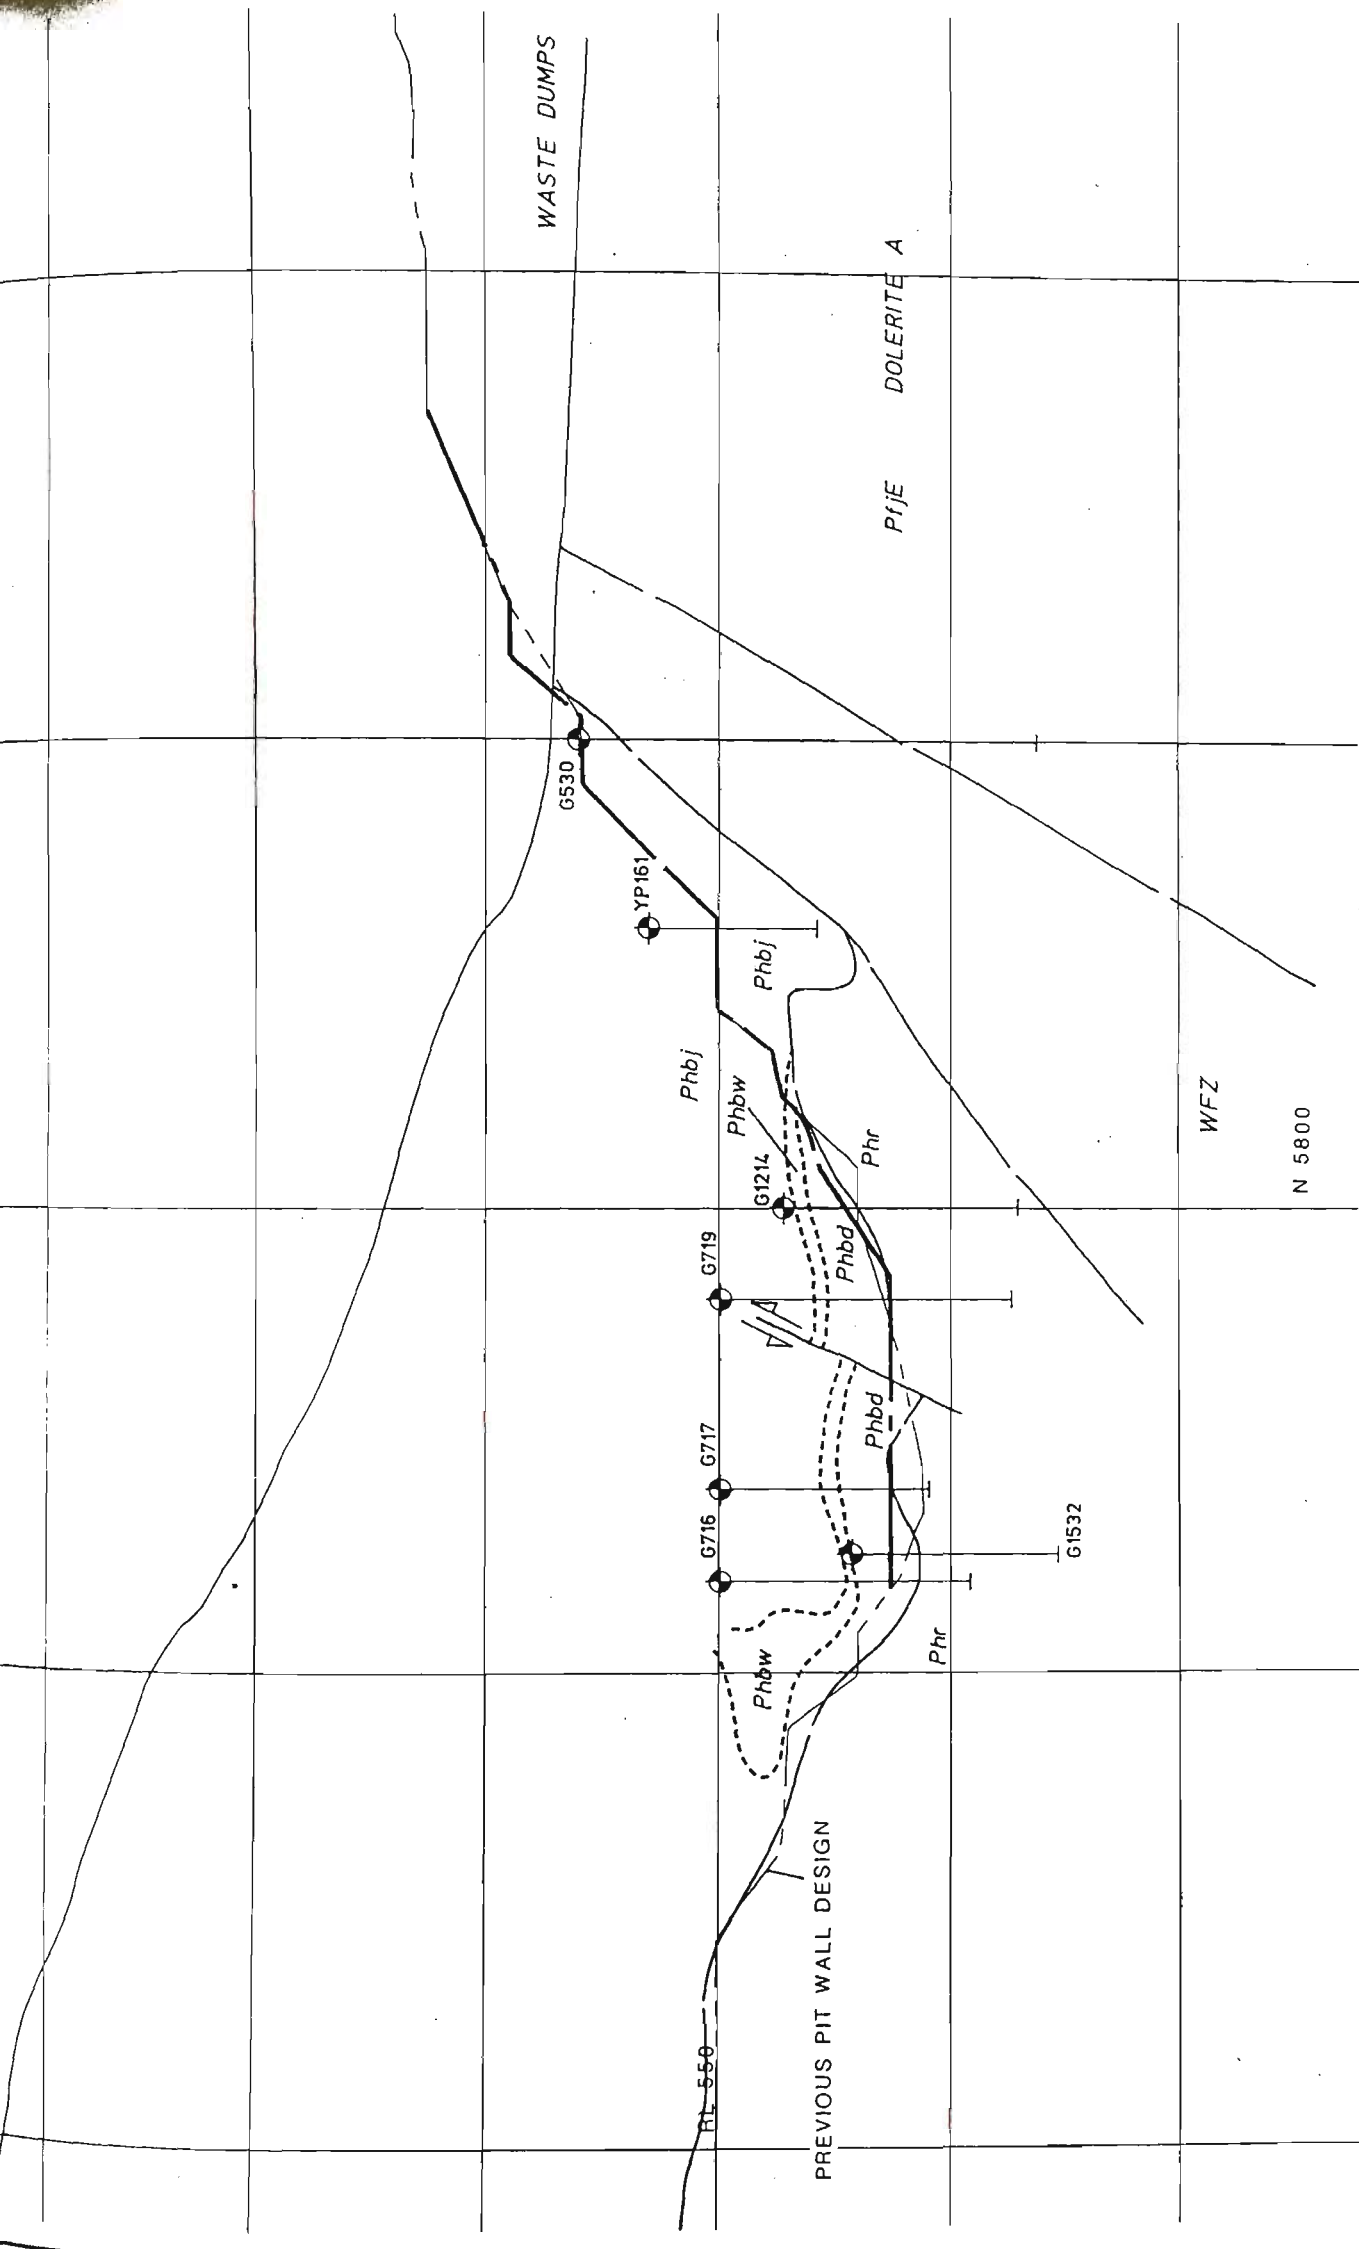 WASTE DUMPS
PfjE DOLERITE A
G530
YP161
Phbj
Phbj
Phbw
G1214
Phr
Phbd
G719
WFZ
N 5800
G717
Phbd
G716
G1532
Phbw
Phr
RL 550
PREVIOUS PIT WALL DESIGN